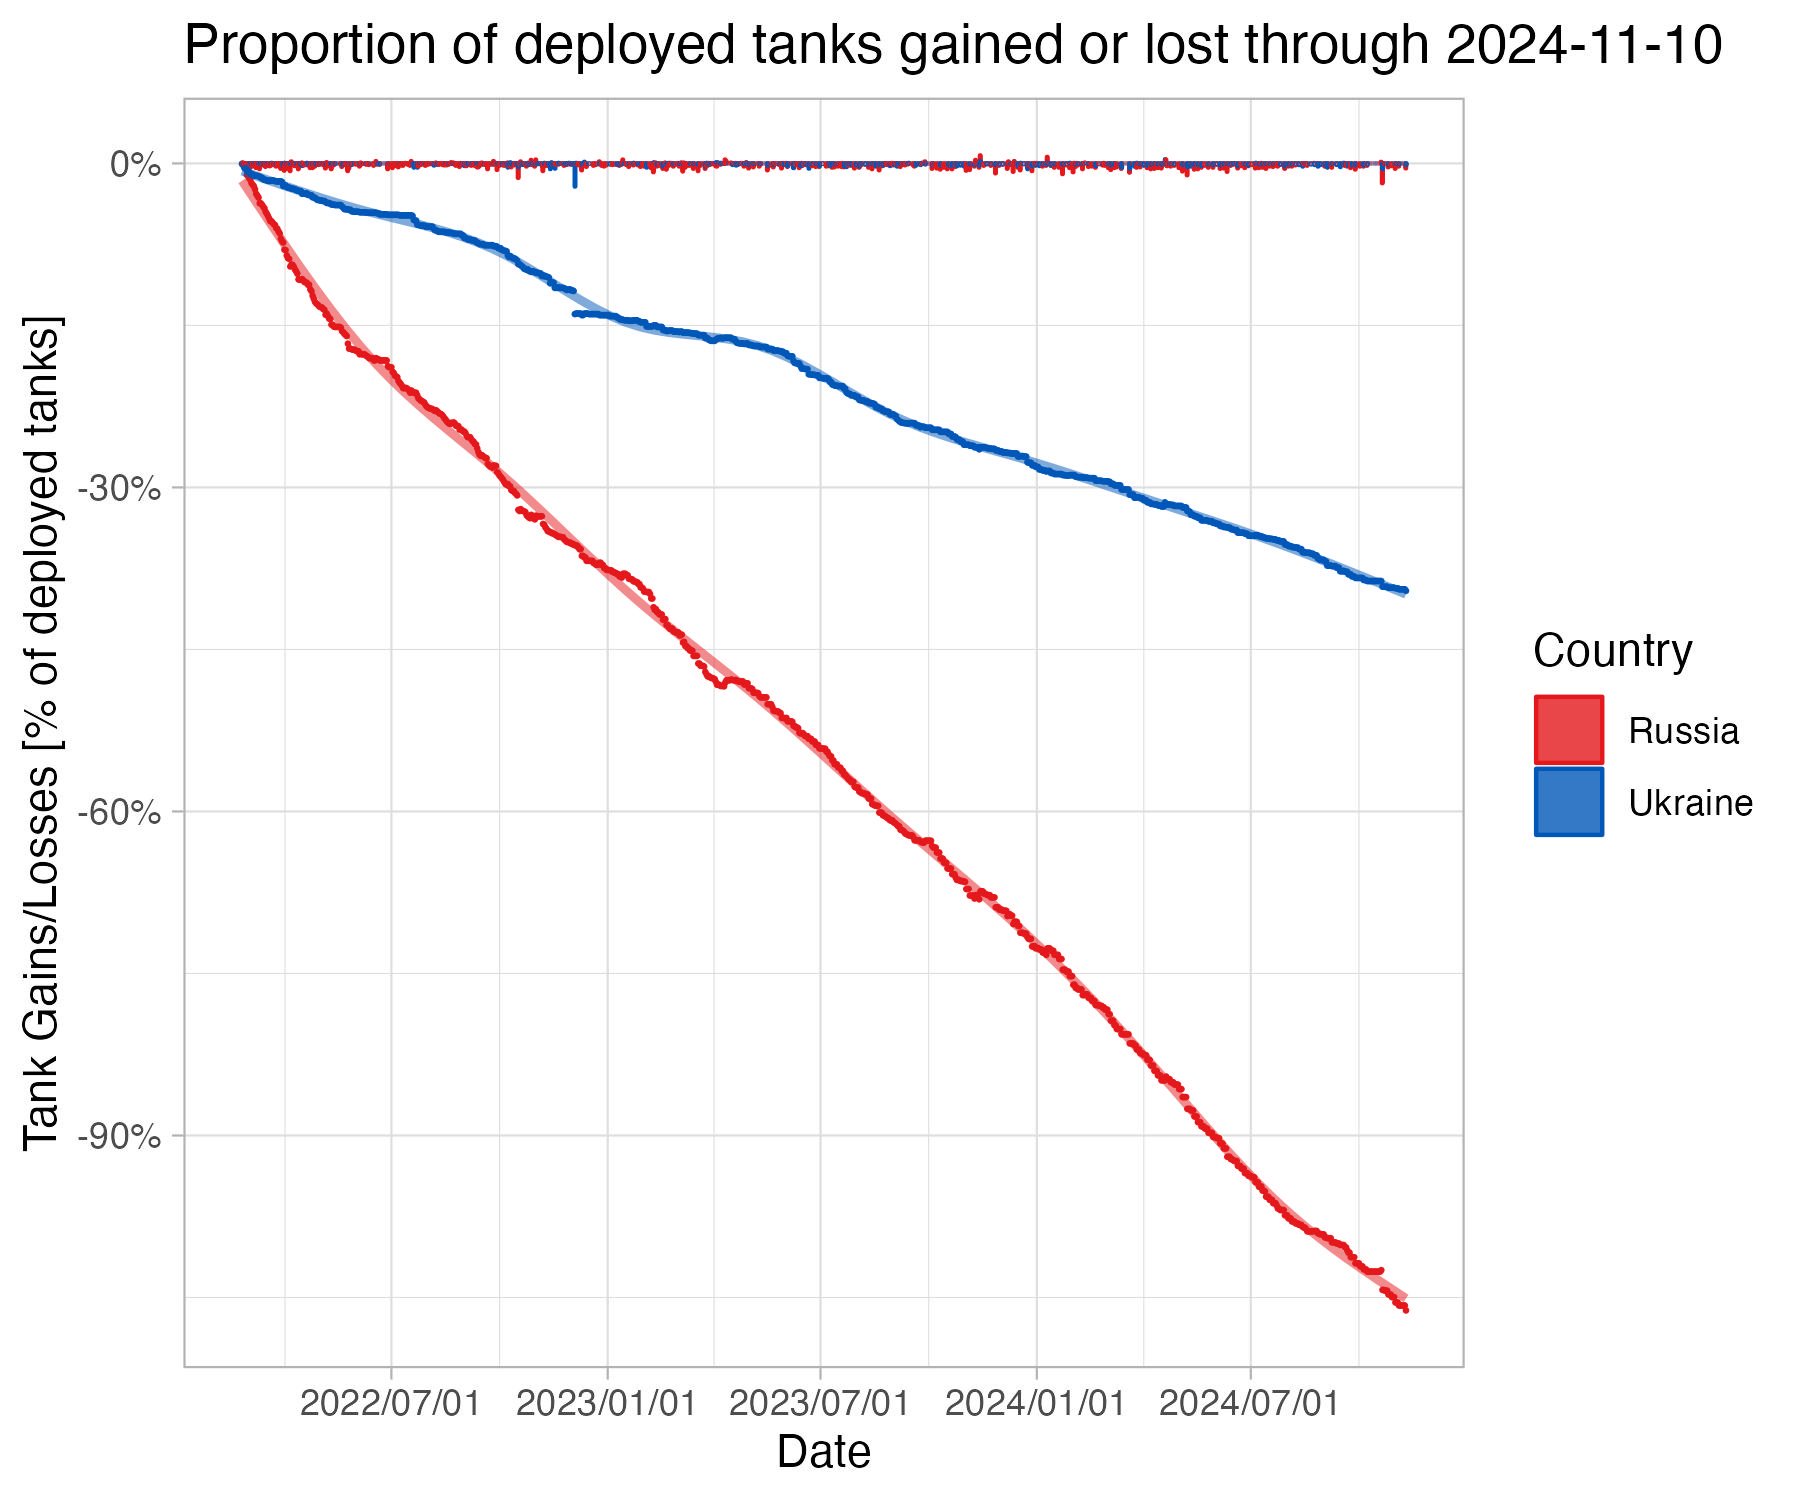 Proportion of deployed tanks gained or lost through 2024-11-10
Tank Gains/Losses [% of deployed tanks]
0%
-30%
-60%
-90%
2022/07/01
2023/01/01
2023/07/01
2024/01/01
2024/07/01
Date
Country
Russia
Ukraine